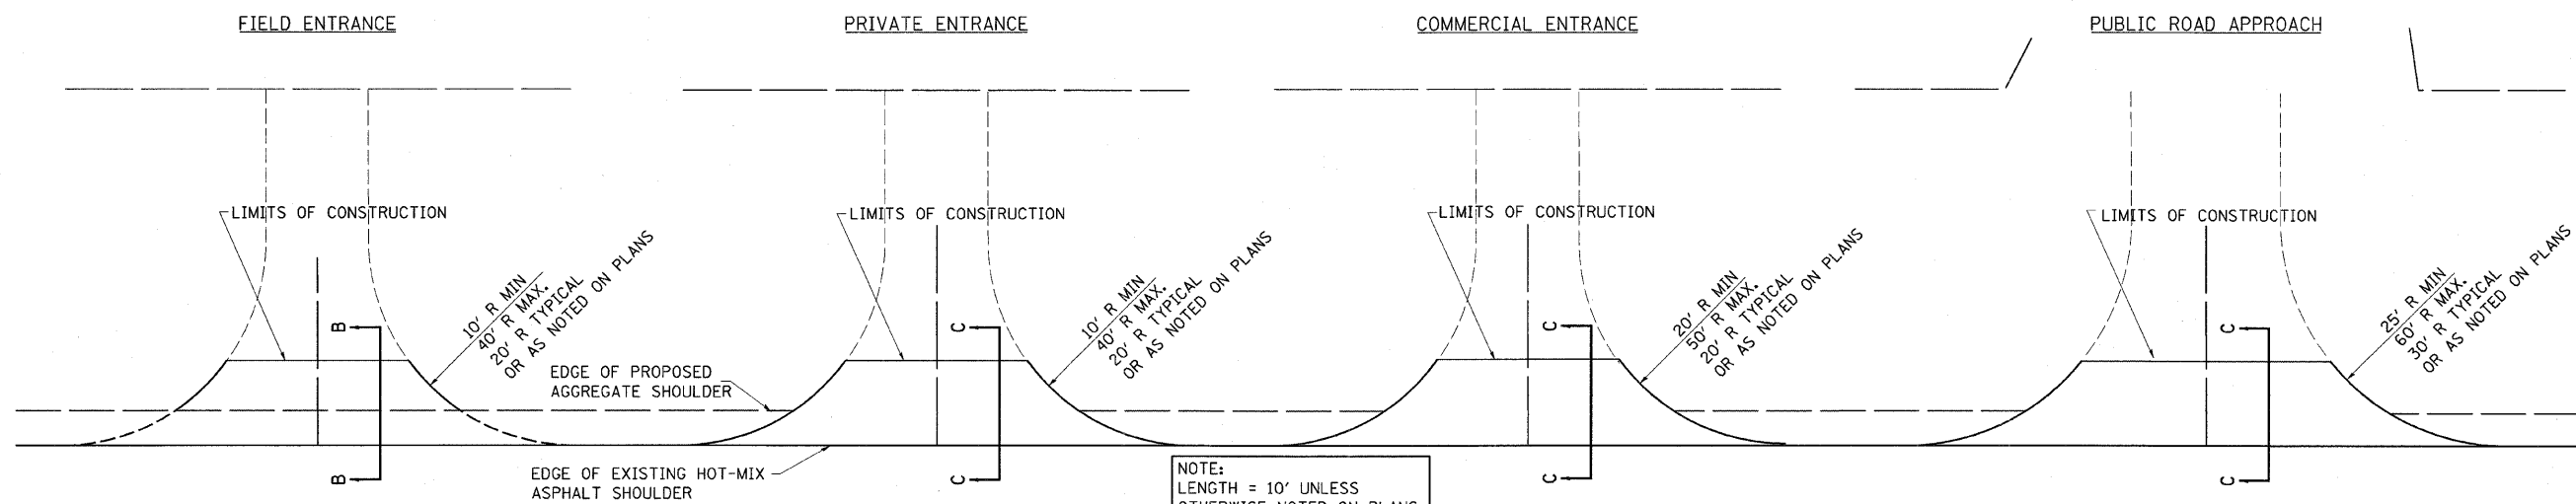 FIELD ENTRANCE
PRIVATE ENTRANCE
COMMERCIAL ENTRANCE
PUBLIC ROAD APPROACH
LIMITS OF CONSTRUCTION
10' R MIN
40' R MAX.
20' R TYPICAL
OR AS NOTED ON PLANS
B
B
LIMITS OF CONSTRUCTION
10' R MIN
40' R MAX.
20' R TYPICAL
OR AS NOTED ON PLANS
C
C
LIMITS OF CONSTRUCTION
20' R MIN
50' R MAX.
20' R TYPICAL
OR AS NOTED ON PLANS
C
C
LIMITS OF CONSTRUCTION
25' R MIN
60' R MAX.
30' R TYPICAL
OR AS NOTED ON PLANS
C
C
EDGE OF PROPOSED
AGGREGATE SHOULDER
EDGE OF EXISTING HOT-MIX
ASPHALT SHOULDER
NOTE:
LENGTH = 10' UNLESS
OTHERWISE NOTED ON PLANS